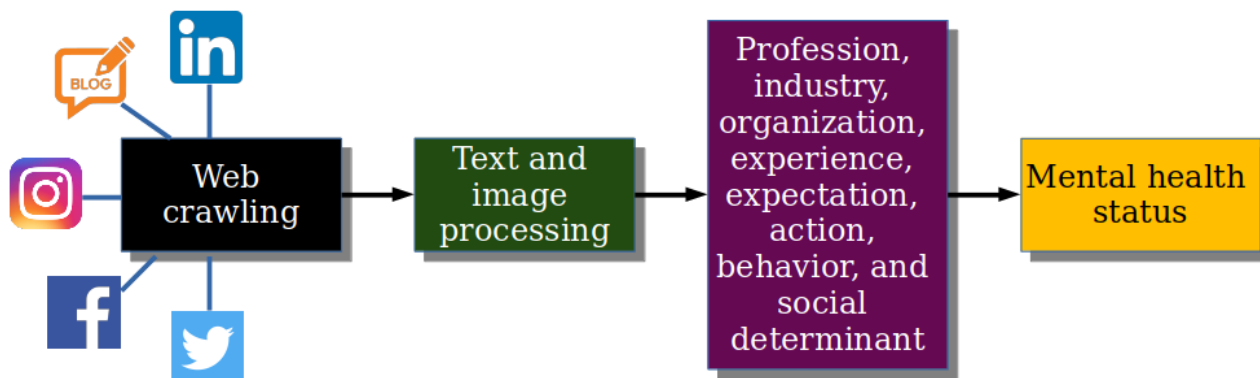 in
BLOG
Web
crawling
Text and
image
processing
Profession,
industry,
organization,
experience,
expectation,
action,
behavior, and
social
determinant
Mental health
status